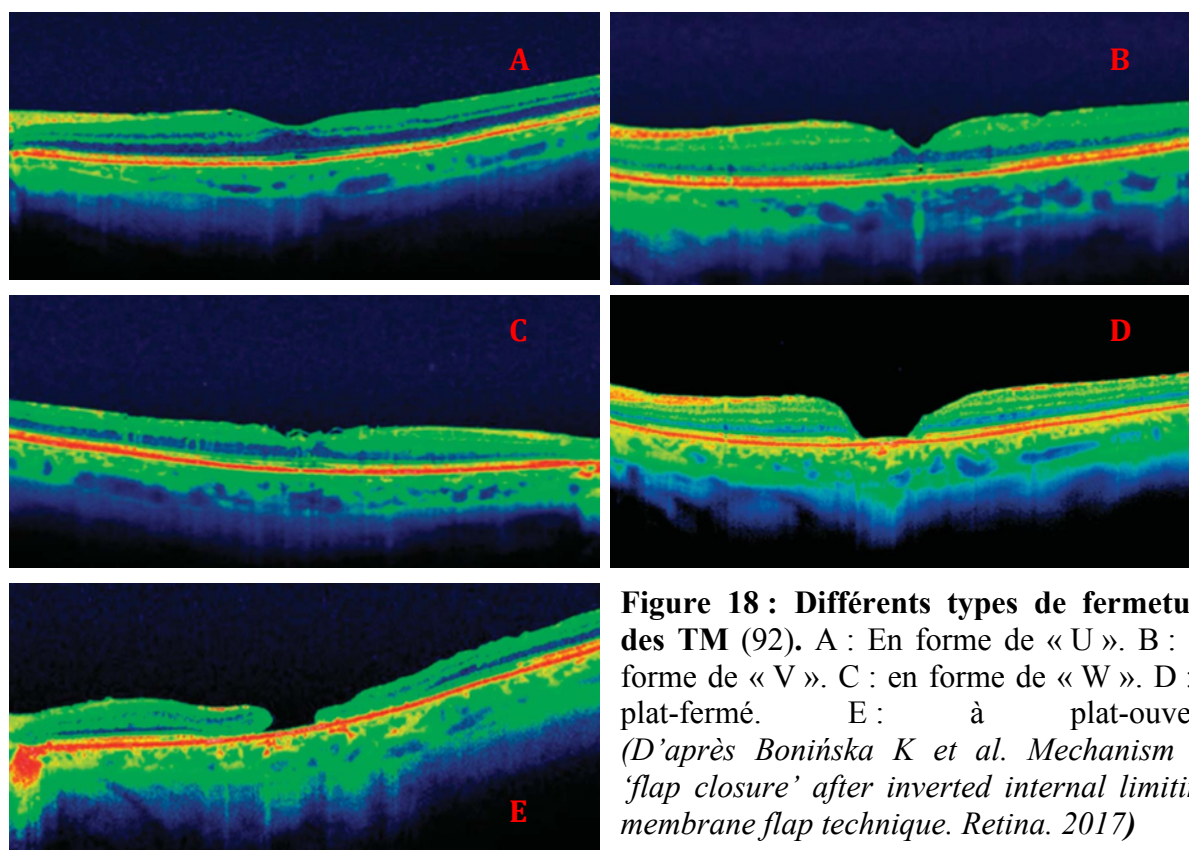 A
B
C
D
E
Figure 18 : Différents types de fermetu
des TM (92). A : En forme de « U ». B :
forme de « V ». C : en forme de « W ». D :
plat-fermé. E : à plat-ouve
(D’après Bonińska K et al. Mechanism
‘flap closure’ after inverted internal limitin
membrane flap technique. Retina. 2017)